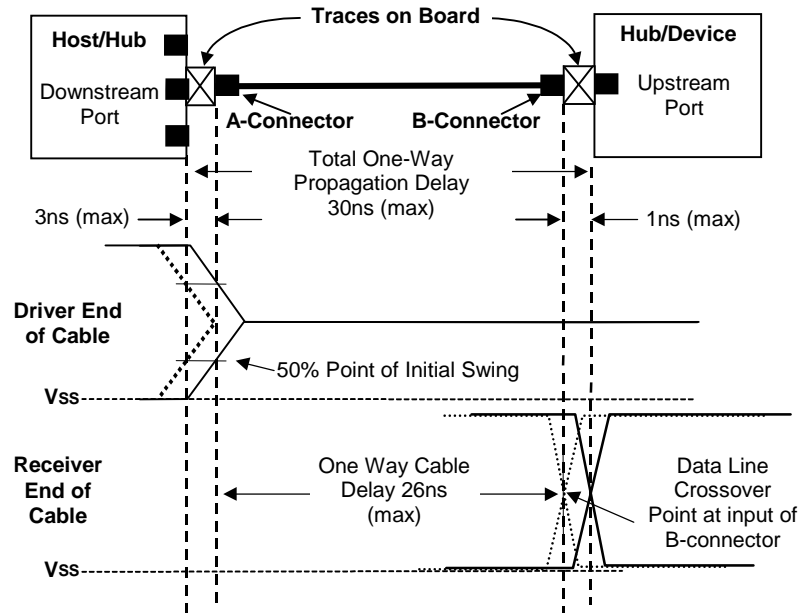 Traces on Board
Host/Hub
Hub/Device
Downstream
Port
Upstream
Port
A-Connector
B-Connector
Total One-Way
Propagation Delay
30ns (max)
3ns (max)
1ns (max)
Driver End
of Cable
50% Point of Initial Swing
VSS
Receiver
End of
Cable
One Way Cable
Delay 26ns
(max)
Data Line
Crossover
Point at input of
B-connector
VSS